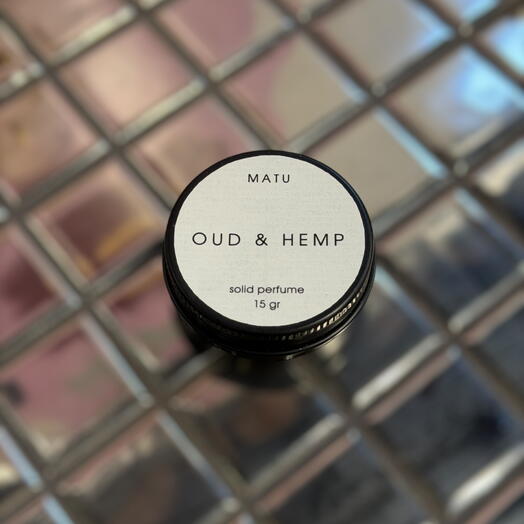 MATU
OUD & HEMP
solid perfume
15 gr